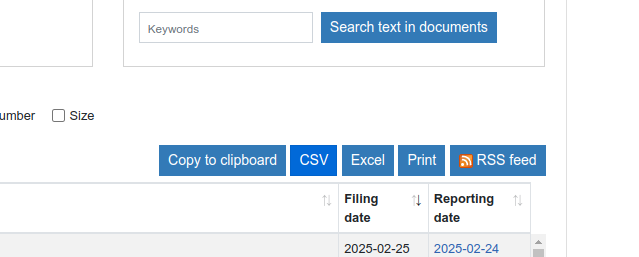 Keywords
Search text in documents
umber
Size
Copy to clipboard
CSV
Excel
Print
RSS feed
Filing date
Reporting date
2025-02-25
2025-02-24